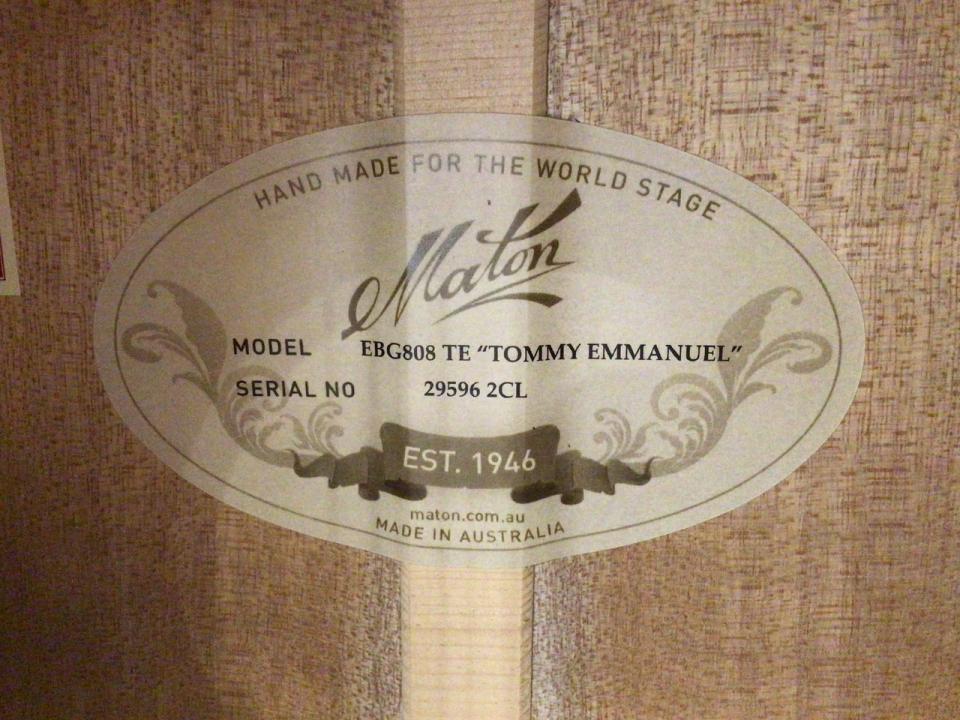 HAND MADE FOR THE WORLD STAGE
Maton
MODEL EBG808 TE “TOMMY EMMANUEL”
SERIAL NO 29596 2CL
EST. 1946
maton.com.au
MADE IN AUSTRALIA